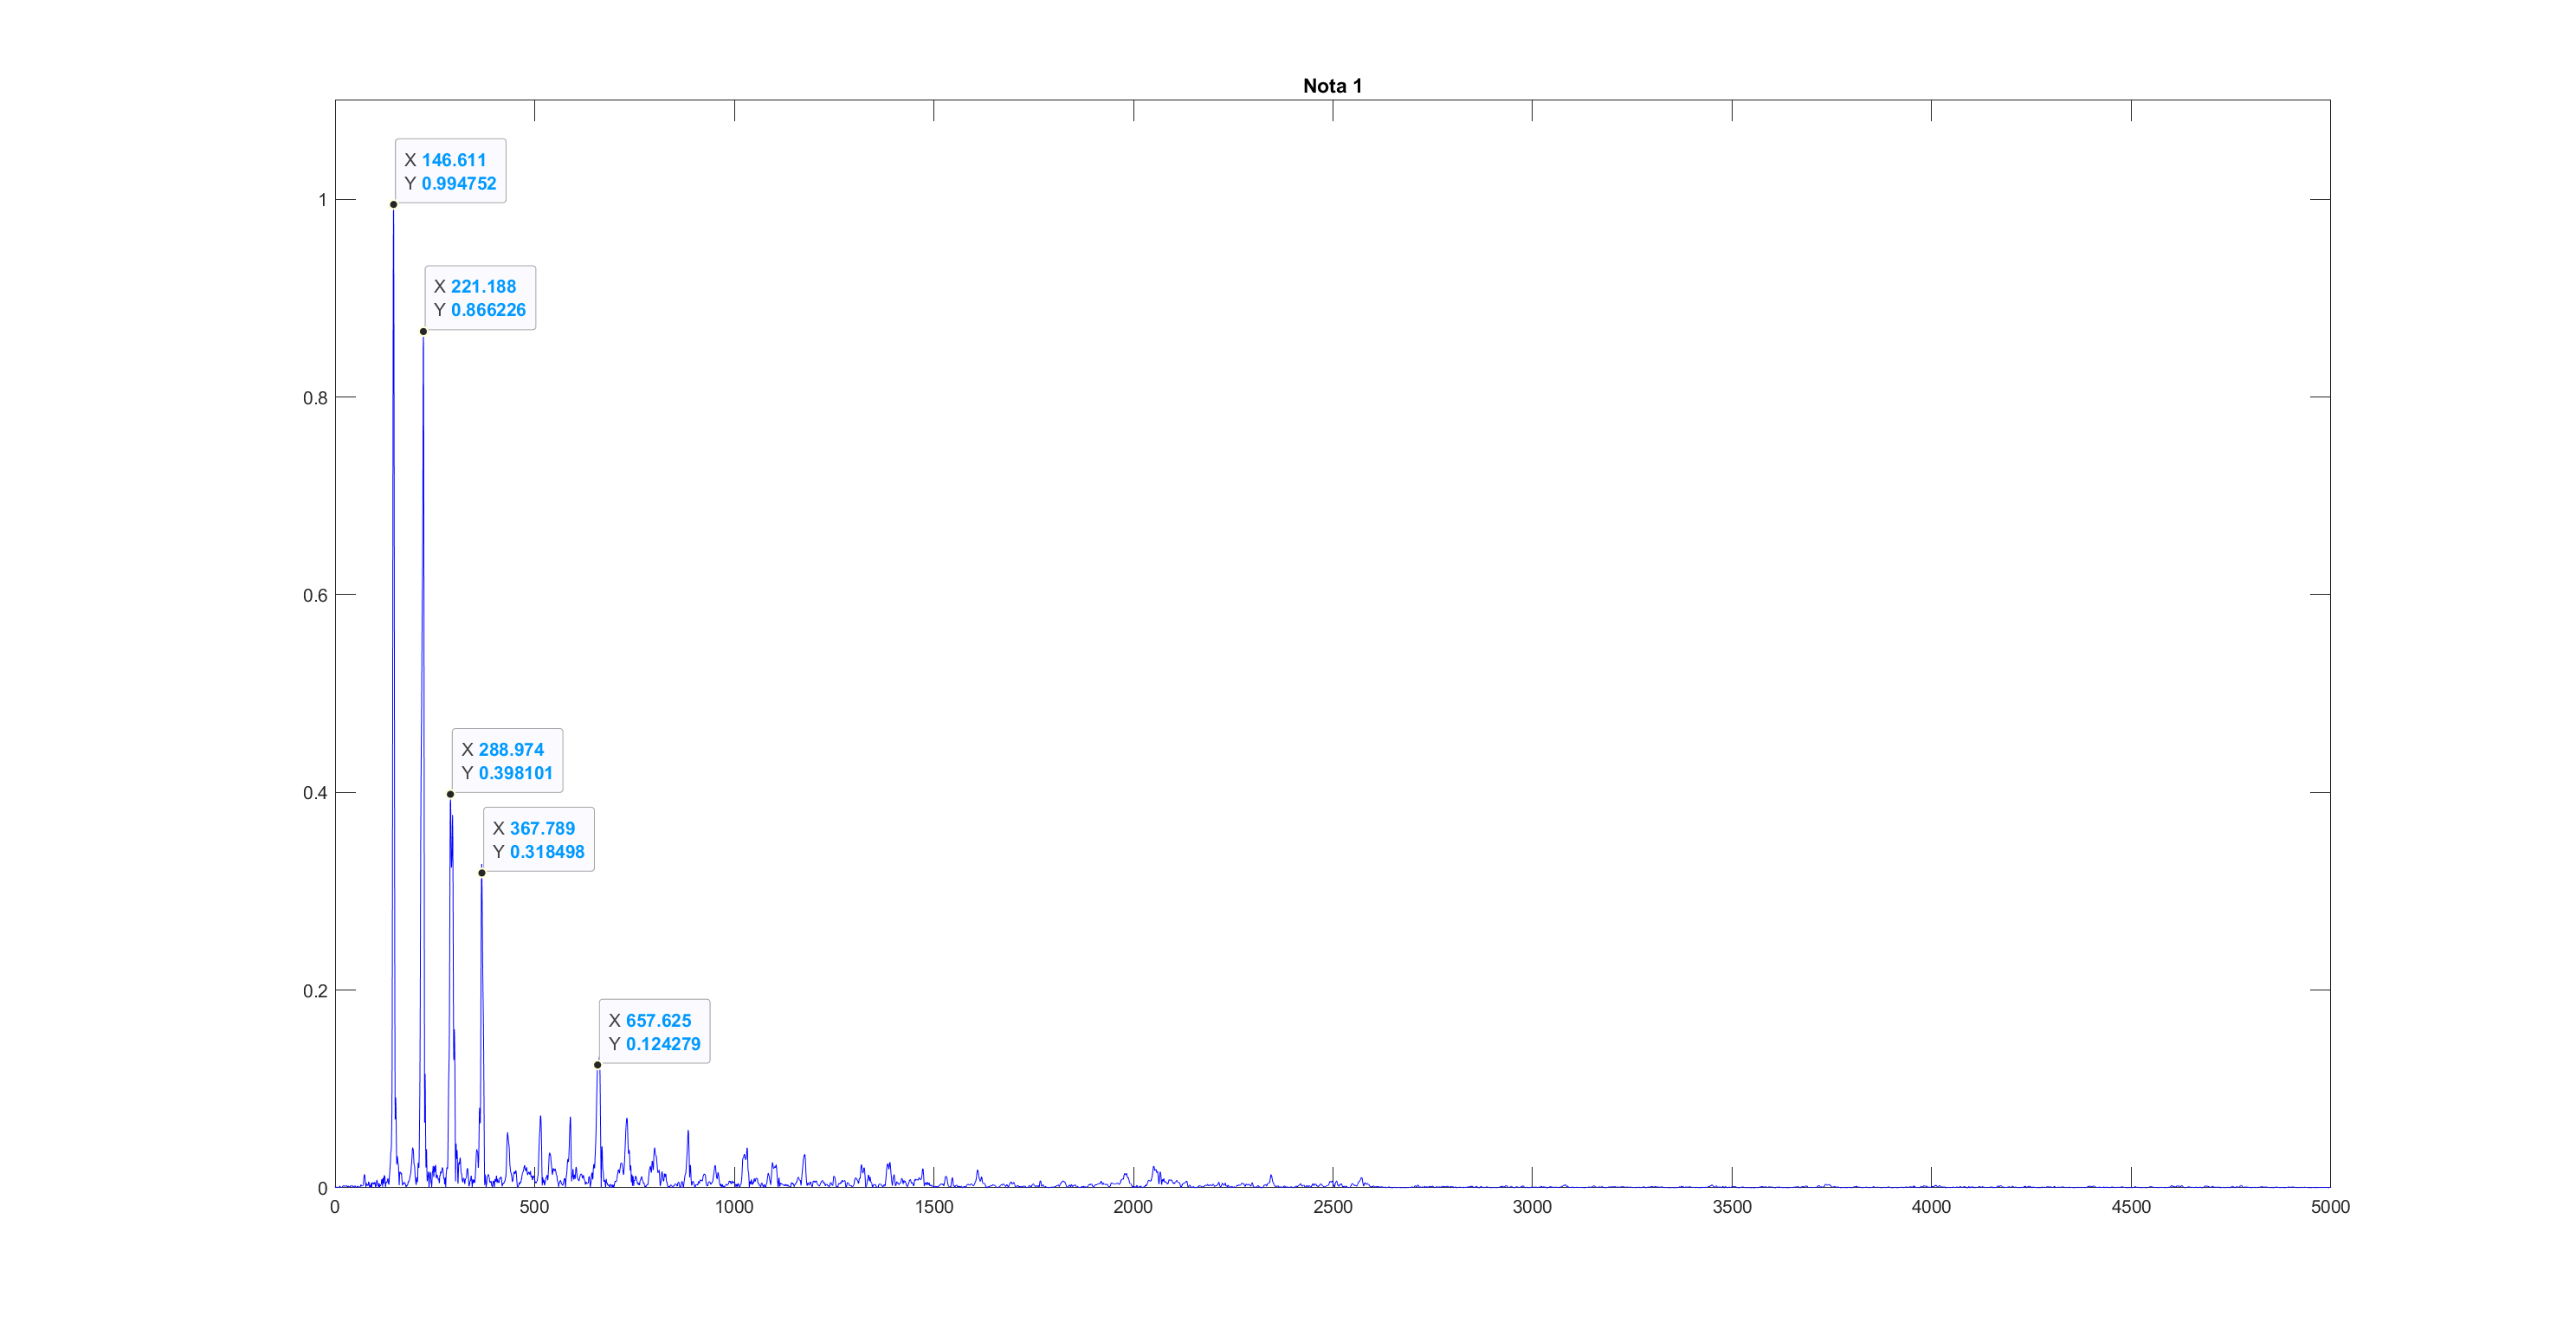 Nota 1
X 146.611
Y 0.994752
X 221.188
Y 0.866226
X 288.974
Y 0.398101
X 367.789
Y 0.318498
X 657.625
Y 0.124279
1
0.8
0.6
0.4
0.2
0
0 500 1000 1500 2000 2500 3000 3500 4000 4500 5000